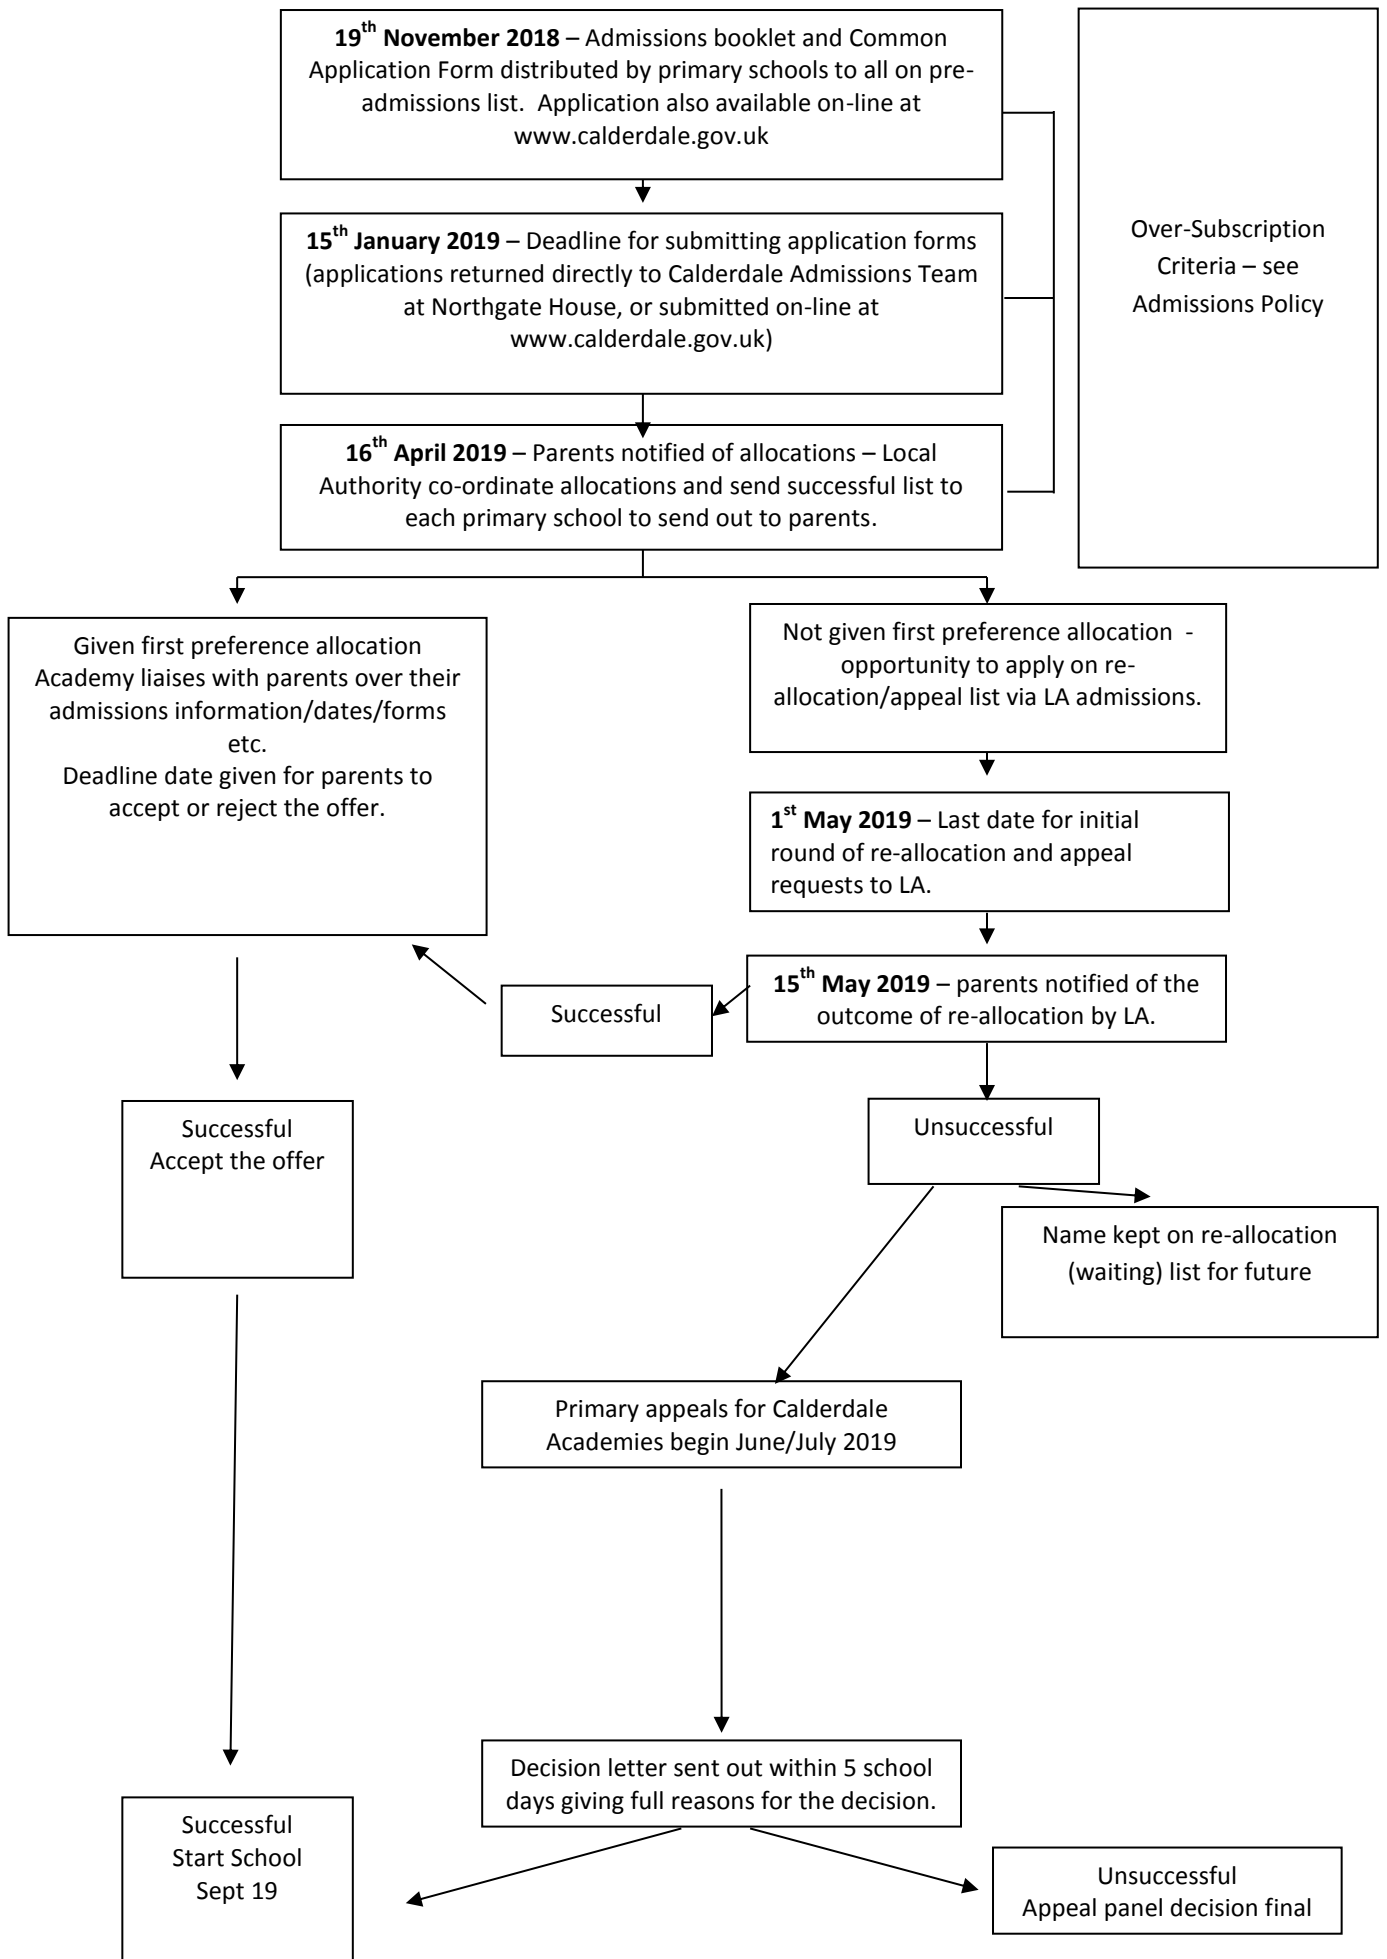 19th November 2018 – Admissions booklet and Common
Application Form distributed by primary schools to all on pre-
admissions list.  Application also available on-line at
www.calderdale.gov.uk
15th January 2019 – Deadline for submitting application forms
(applications returned directly to Calderdale Admissions Team
at Northgate House, or submitted on-line at
www.calderdale.gov.uk)
16th April 2019 – Parents notified of allocations – Local
Authority co-ordinate allocations and send successful list to
each primary school to send out to parents.
Over-Subscription
Criteria – see
Admissions Policy
Given first preference allocation
Academy liaises with parents over their
admissions information/dates/forms
etc.
Deadline date given for parents to
accept or reject the offer.
Not given first preference allocation  -
opportunity to apply on re-
allocation/appeal list via LA admissions.
1st May 2019 – Last date for initial
round of re-allocation and appeal
requests to LA.
15th May 2019 – parents notified of the
outcome of re-allocation by LA.
Successful
Successful
Accept the offer
Unsuccessful
Name kept on re-allocation
(waiting) list for future
Primary appeals for Calderdale
Academies begin June/July 2019
Decision letter sent out within 5 school
days giving full reasons for the decision.
Successful
Start School
Sept 19
Unsuccessful
Appeal panel decision final